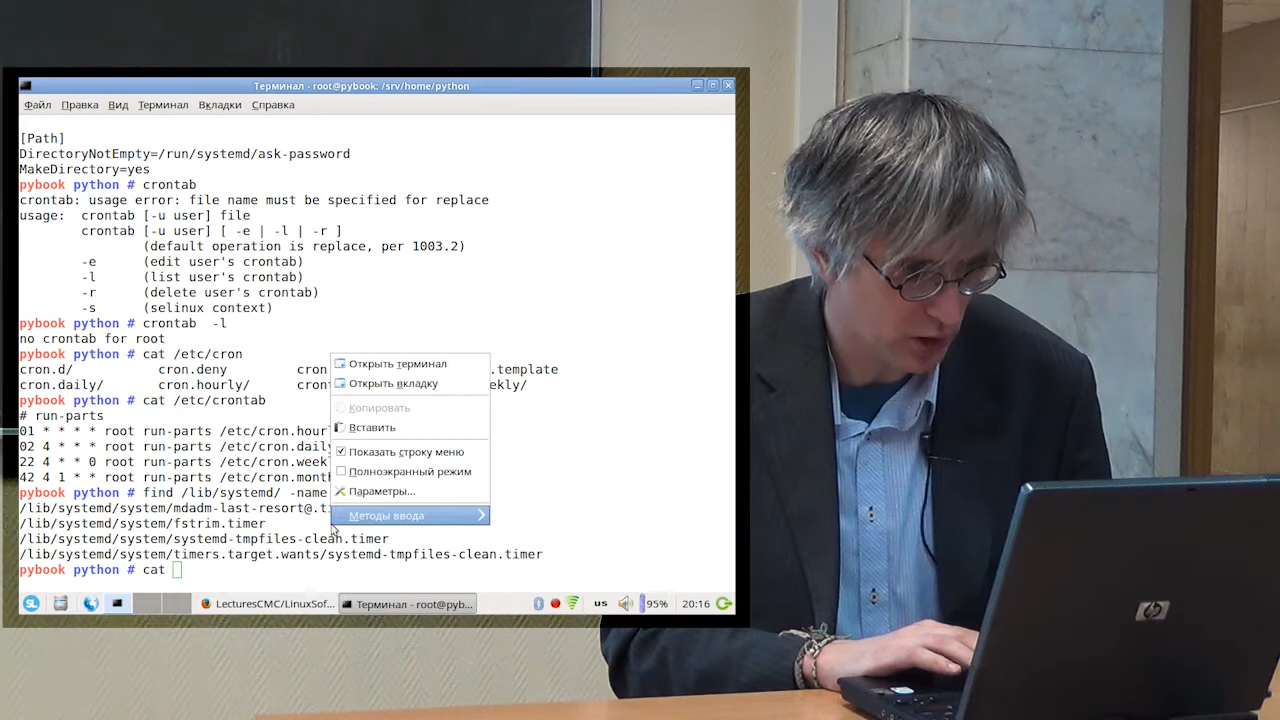 Терминал - root@pybook: /srv/home/python
Файл Правка Вид Терминал Вкладки Справка
[Path]
DirectoryNotEmpty=/run/systemd/ask-password
MakeDirectory=yes
pybook python # crontab
crontab: usage error: file name must be specified for replace
usage: crontab [-u user] file
crontab [-u user] [ -e | -l | -r ]
(default operation is replace, per 1003.2)
-e (edit user's crontab)
-l (list user's crontab)
-r (delete user's crontab)
-s (selinux context)
pybook python # crontab -l
no crontab for root
pybook python # cat /etc/cron
cron.d/ cron.deny cron .template
cron.daily/ cron.hourly/ cront ekly/
pybook python # cat /etc/crontab
# run-parts
01 * * * * root run-parts /etc/cron.hour
02 4 * * * root run-parts /etc/cron.dail
22 4 * * 0 root run-parts /etc/cron.week
42 4 1 * * root run-parts /etc/cron.mont
pybook python # find /lib/systemd/ -name
/lib/systemd/system/mdadm-last-resort@.ti
/lib/systemd/system/fstrim.timer
/lib/systemd/system/systemd-tmpfiles-clean.timer
/lib/systemd/system/timers.target.wants/systemd-tmpfiles-clean.timer
pybook python # cat
Открыть терминал
Открыть вкладку
Копировать
Вставить
Показать строку меню
Полноэкранный режим
Параметры...
Методы ввода
SL LecturesCMC/LinuxSof... Терминал - root@pyb... us 95% 20:16
hp